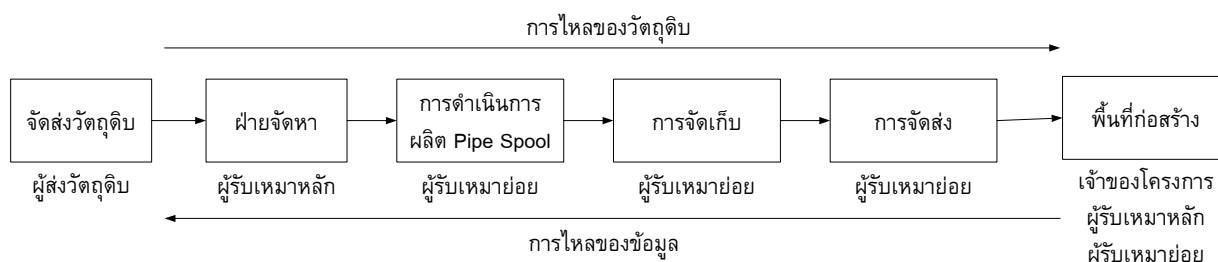 การไหลของวัตถุดิบ
จัดส่งวัตถุดิบ
ผู้ส่งวัตถุดิบ
ฝ่ายจัดหา
ผู้รับเหมาหลัก
การดำเนินการ
ผลิต Pipe Spool
ผู้รับเหมาย่อย
การจัดเก็บ
ผู้รับเหมาย่อย
การจัดส่ง
ผู้รับเหมาย่อย
พื้นที่ก่อสร้าง
เจ้าของโครงการ
ผู้รับเหมาหลัก
ผู้รับเหมาย่อย
การไหลของข้อมูล